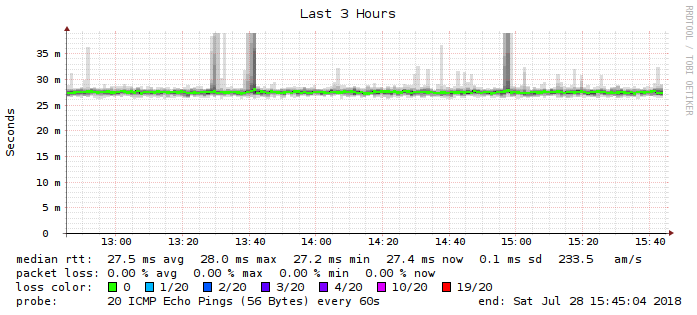 Last 3 Hours
RRDTOOL / TOBI OETIKER
Seconds
35 m
30 m
25 m
20 m
15 m
10 m
5 m
0
13:00 13:20 13:40 14:00 14:20 14:40 15:00 15:20 15:40
median rtt: 27.5 ms avg 28.0 ms max 27.2 ms min 27.4 ms now 0.1 ms sd 233.5 am/s
packet loss: 0.00 % avg 0.00 % max 0.00 % min 0.00 % now
loss color: 0 1/20 2/20 3/20 4/20 10/20 19/20
probe: 20 ICMP Echo Pings (56 Bytes) every 60s end: Sat Jul 28 15:45:04 2018